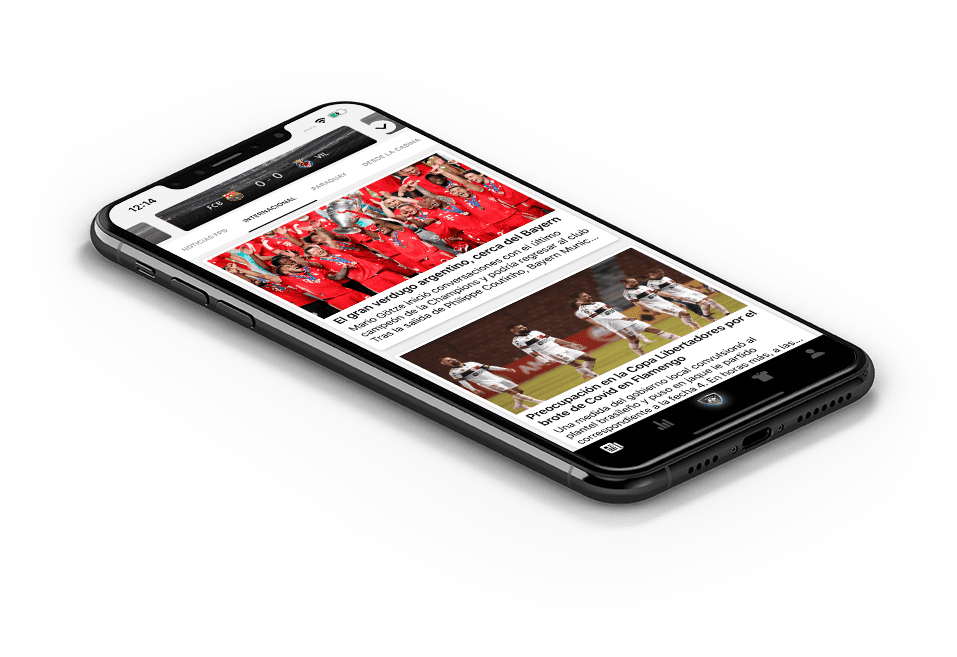 12:14
FCB 0 - 0 VIL
NOTICIAS FPD INTERNACIONAL PARAGUAY DESDE LA CABINA
El gran verdugo argentino, cerca del Bayern
Mario Götze inició conversaciones con el último
campeón de la Champions y podría regresar al club
Tras la salida de Philippe Coutinho, Bayern Munic...
Preocupación en la Copa Libertadores por el
brote de Covid en Flamengo
Una medida del gobierno local convulsionó al
plantel brasileño y puso en jaque le partido
correspondiente a la fecha 4. En horas más, a las...